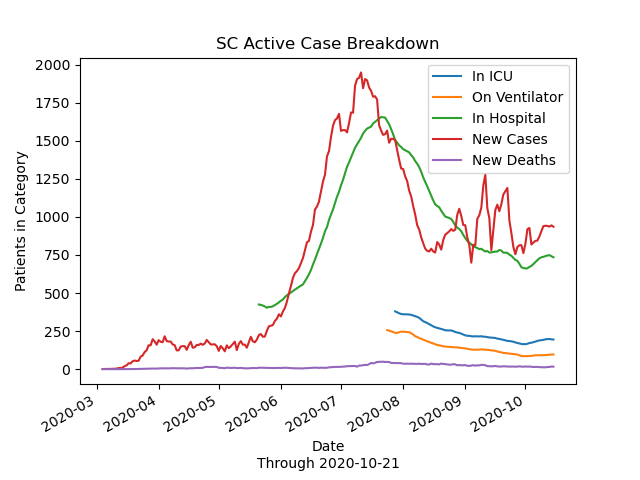 SC Active Case Breakdown
In ICU
On Ventilator
In Hospital
New Cases
New Deaths
Patients in Category
2000
1750
1500
1250
1000
750
500
250
0
2020-03
2020-04
2020-05
2020-06
2020-07
2020-08
2020-09
2020-10
Date
Through 2020-10-21